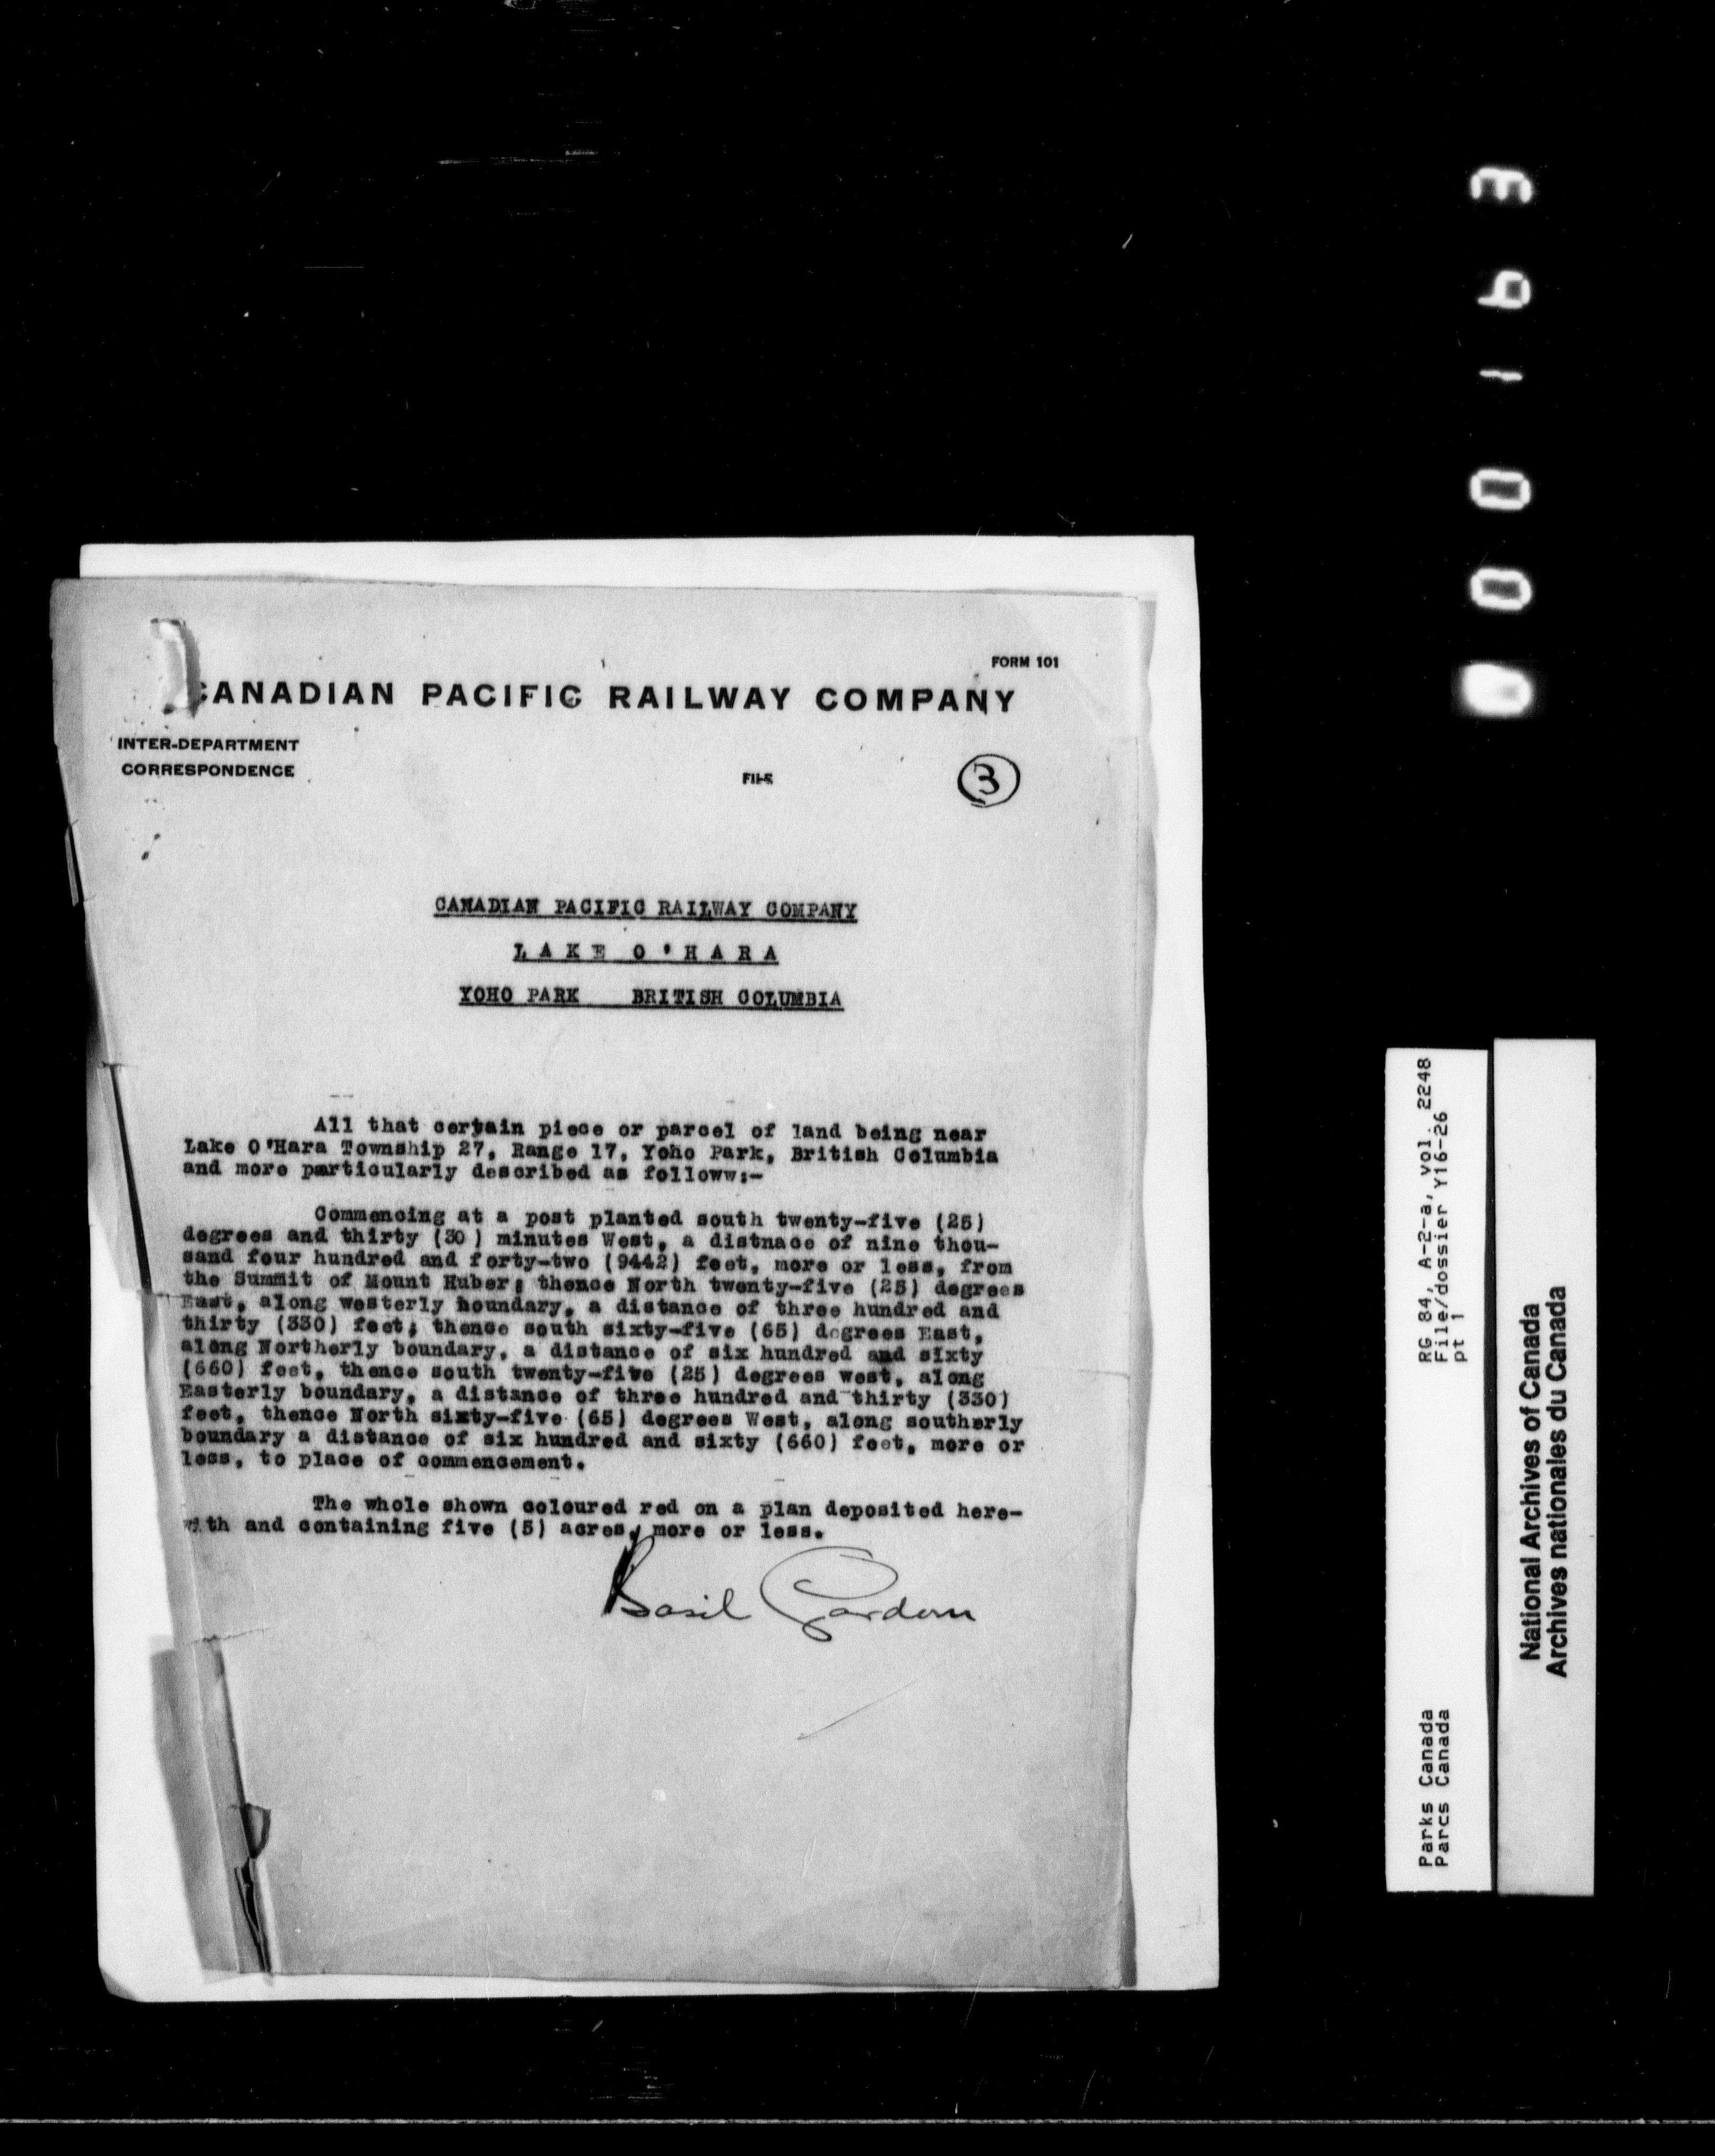 FORM 101
CANADIAN PACIFIC RAILWAY COMPANY
INTER-DEPARTMENT
CORRESPONDENCE
FILE
3
CANADIAN PACIFIC RAILWAY COMPANY
LAKE O'HARA
YOHO PARK BRITISH COLUMBIA
All that certain piece or parcel of land being near
Lake O'Hara Township 27, Range 17, Yoho Park, British Columbia
and more particularly described as followw:-
Commencing at a post planted south twenty-five (25)
degrees and thirty (30 ) minutes West, a distnace of nine thou-
sand four hundred and forty-two (9442) feet, more or less, from
the Summit of Mount Huber; thence North twenty-five (25) degrees
East, along westerly boundary, a distance of three hundred and
thirty (330) feet; thence south sixty-five (65) degrees East,
along Northerly boundary, a distance of six hundred and sixty
(660) feet, thence south twenty-five (25) degrees west, along
Easterly boundary, a distance of three hundred and thirty (330)
feet, thence North sixty-five (65) degrees West, along southerly
boundary a distance of six hundred and sixty (660) feet, more or
less, to place of commencement.
The whole shown coloured red on a plan deposited here-
with and containing five (5) acres, more or less.
Basil Gardom
000163
RG 84, A-2-a, vol. 2248
File/dossier Y16-26
pt 1
Parks Canada
Parcs Canada
National Archives of Canada
Archives nationales du Canada